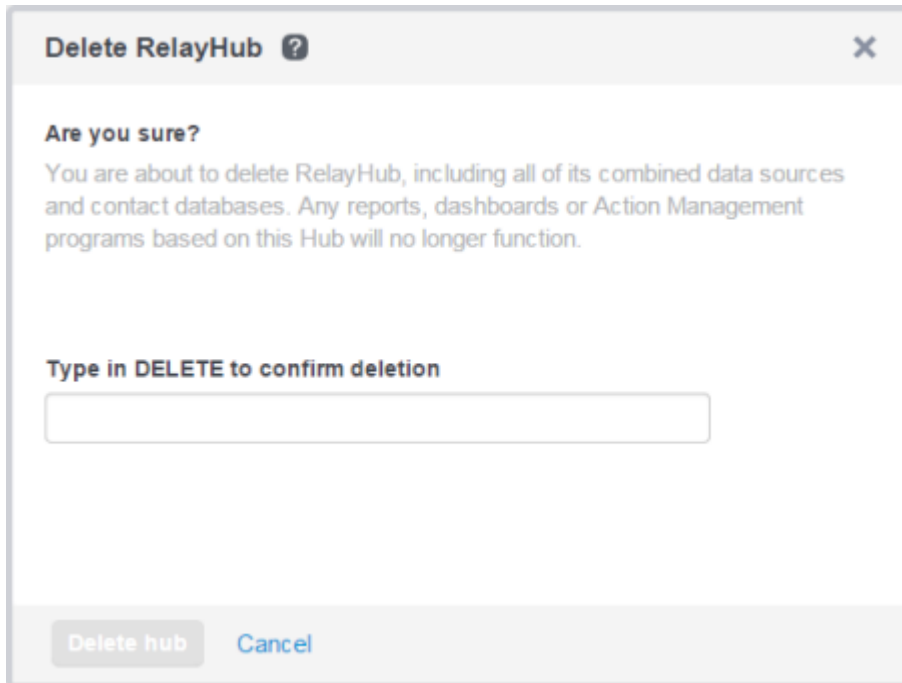 Delete RelayHub ?
Are you sure?
You are about to delete RelayHub, including all of its combined data sources
and contact databases. Any reports, dashboards or Action Management
programs based on this Hub will no longer function.
Type in DELETE to confirm deletion
Delete hub Cancel